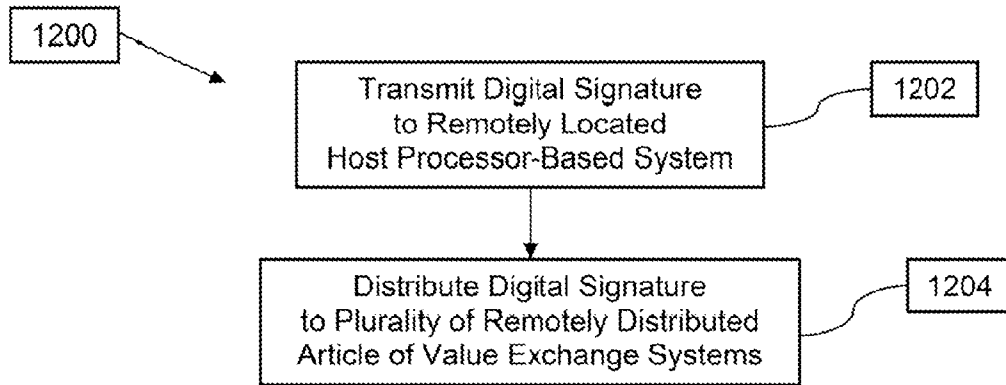 1200
Transmit Digital Signature
to Remotely Located
Host Processor-Based System
1202
Distribute Digital Signature
to Plurality of Remotely Distributed
Article of Value Exchange Systems
1204